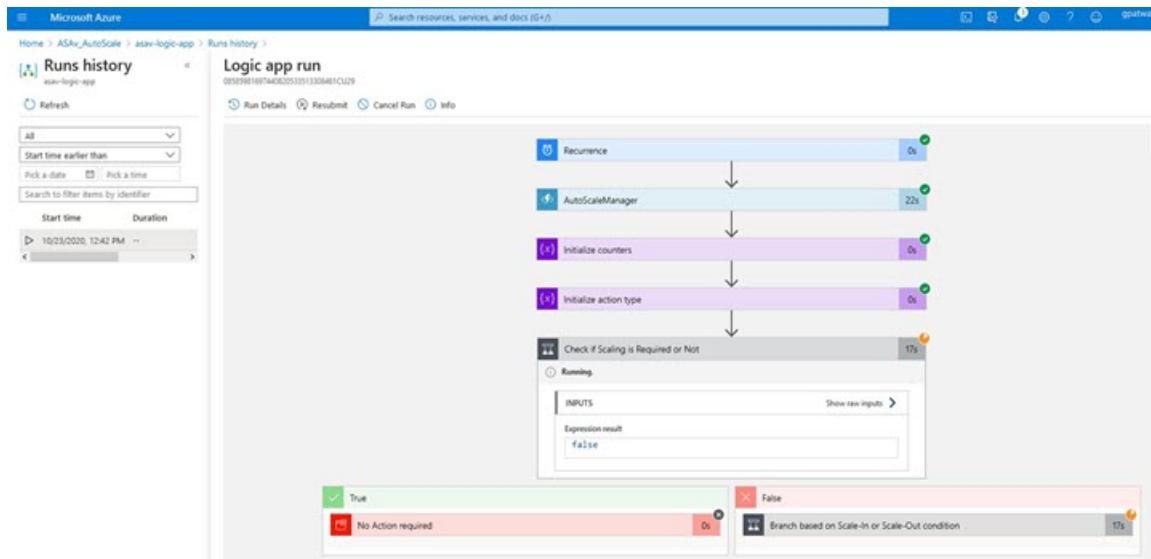 Microsoft Azure
Search resources, services, and docs (G+/)
1
gpatwa
Home > ASAv_AutoScale > asav-logic-app > Runs history >
Runs history
asav-logic-app
Refresh
All
Start time earlier than
Pick a date
Pick a time
Search to filter items by identifier
Start time
Duration
10/23/2020, 12:42 PM
--
Logic app run
Run Details
Resubmit
Cancel Run
Info
Recurrence
0s
AutoScaleManager
22s
{x}
Initialize counters
0s
{x}
Initialize action type
0s
Check if Scaling is Required or Not
17s
Running.
INPUTS
Show raw inputs
Expression result
false
True
No Action required
0s
False
Branch based on Scale-In or Scale-Out condition
17s